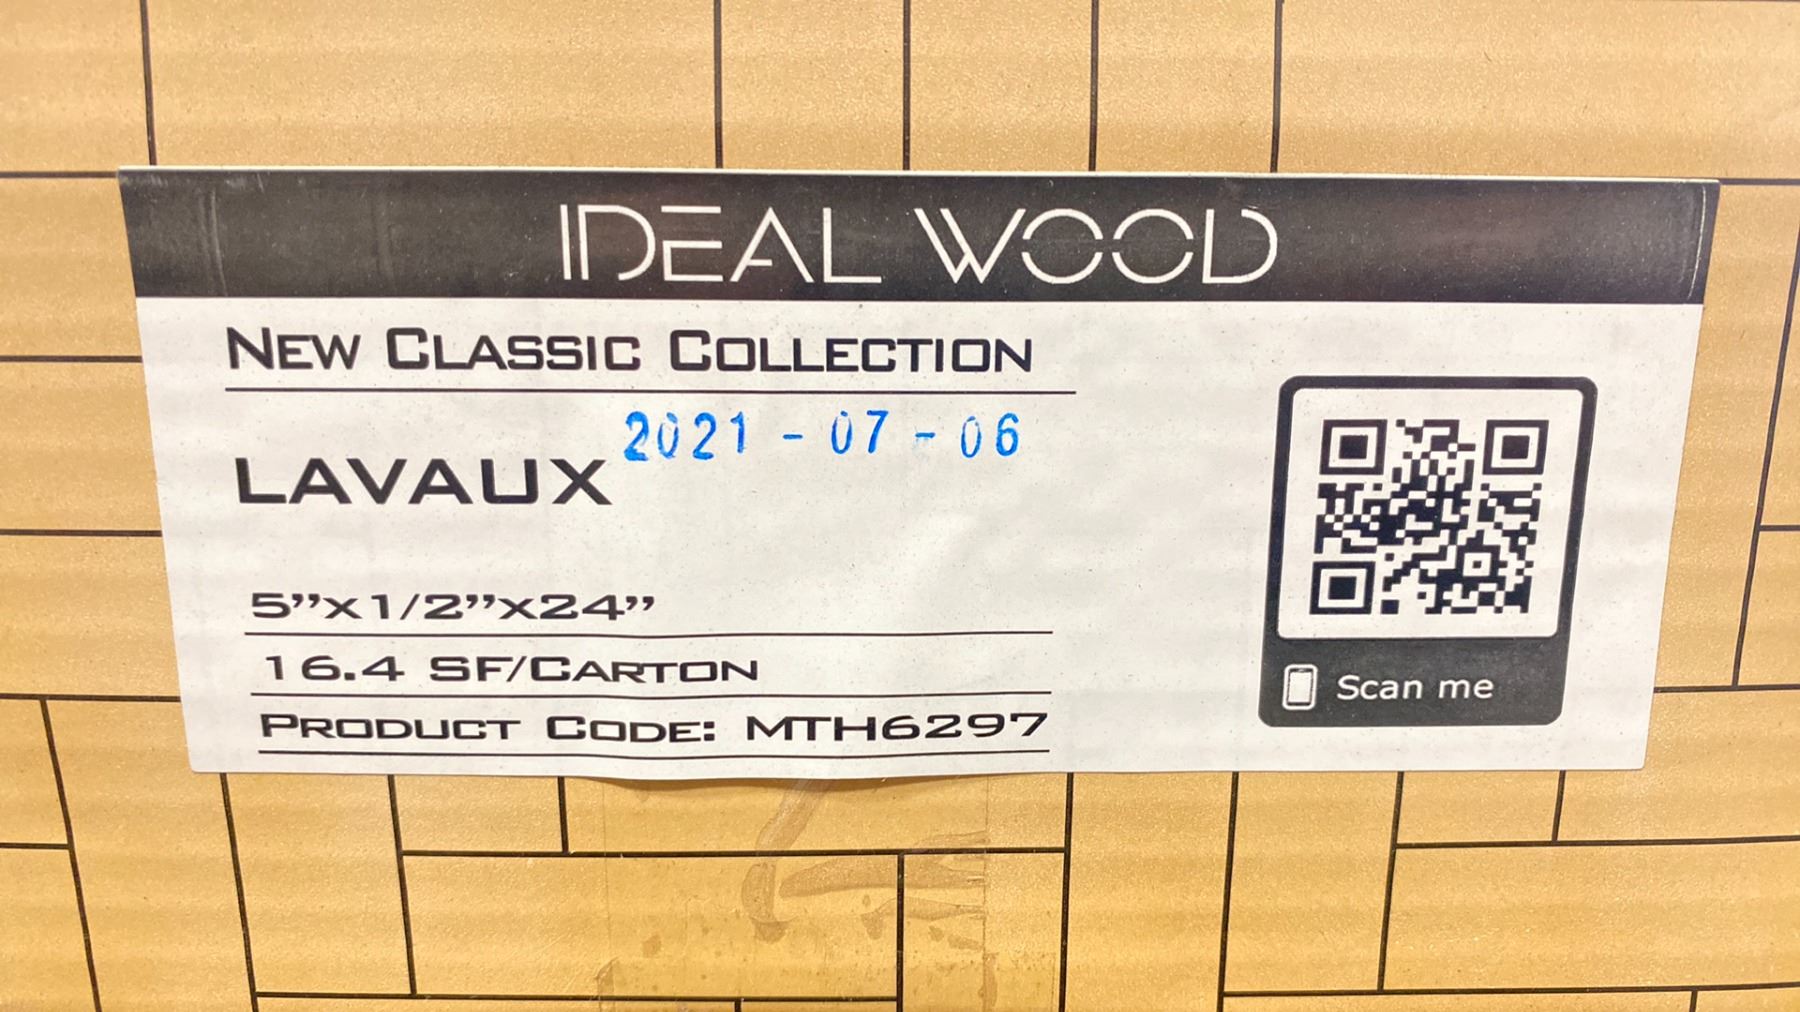 IDEAL WOOD
NEW CLASSIC COLLECTION
2021-07-06
LAVAUX
5”x1/2”x24”
16.4 SF/CARTON
PRODUCT CODE: MTH6297
Scan me